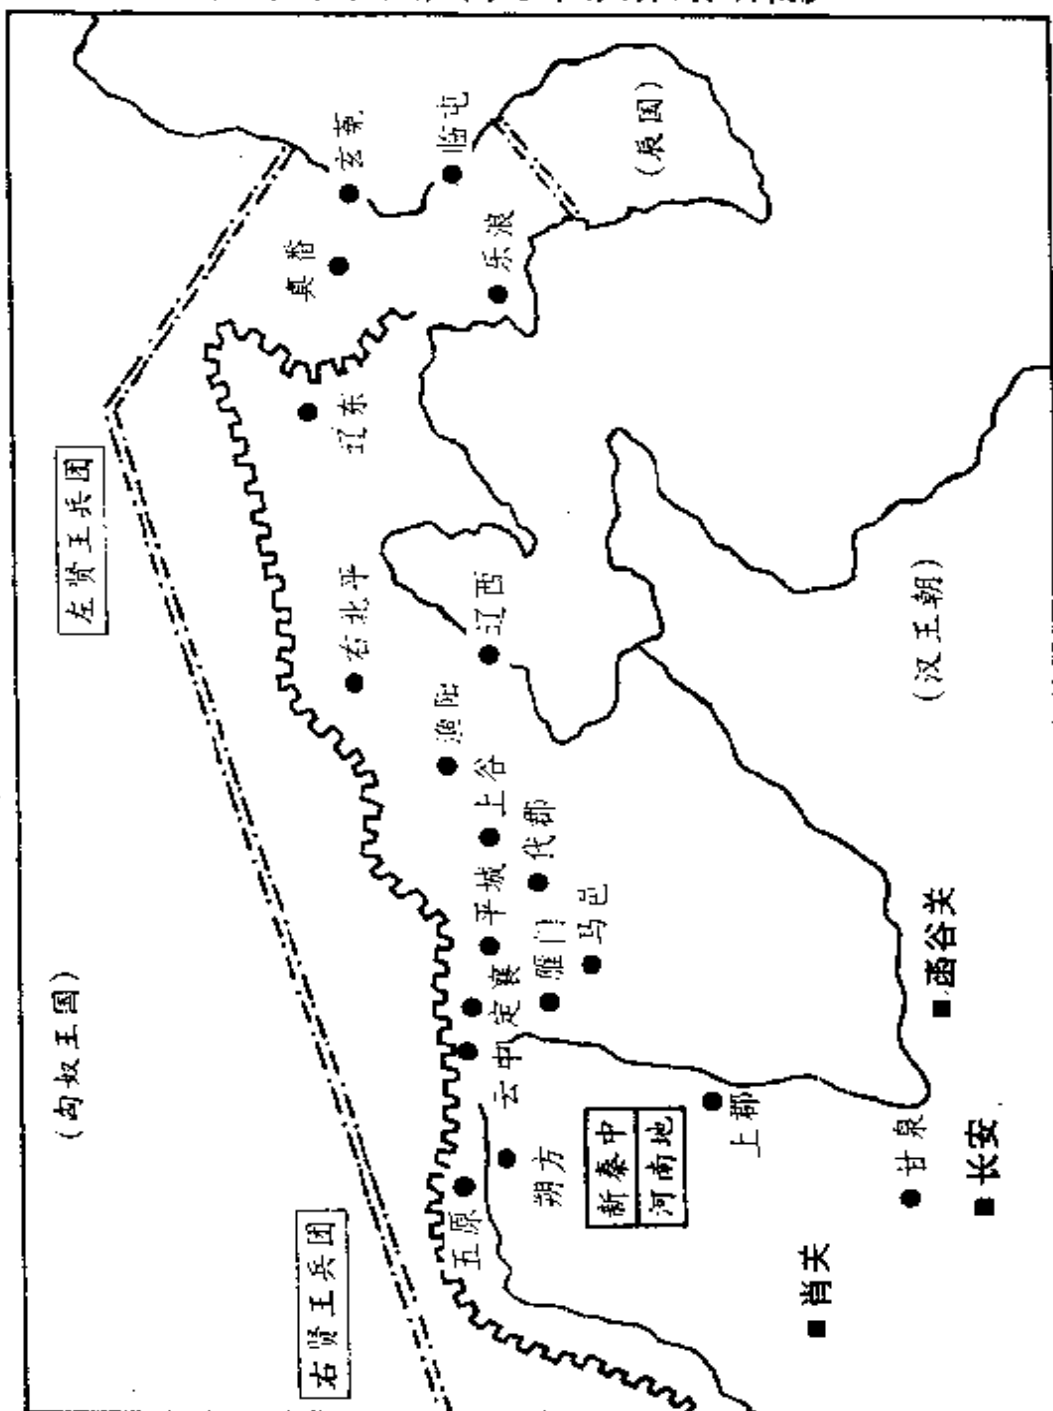 (匈奴王国)
左贤王兵团
右贤王兵团
玄菟
临屯
(辰国)
真番
乐浪
辽东
右北平
辽西
渔阳
上谷
代郡
平城
马邑
雁门
定襄
云中
朔方
五原
新秦中
河南地
上郡
甘泉
函谷关
长安
肖关
(汉王朝)